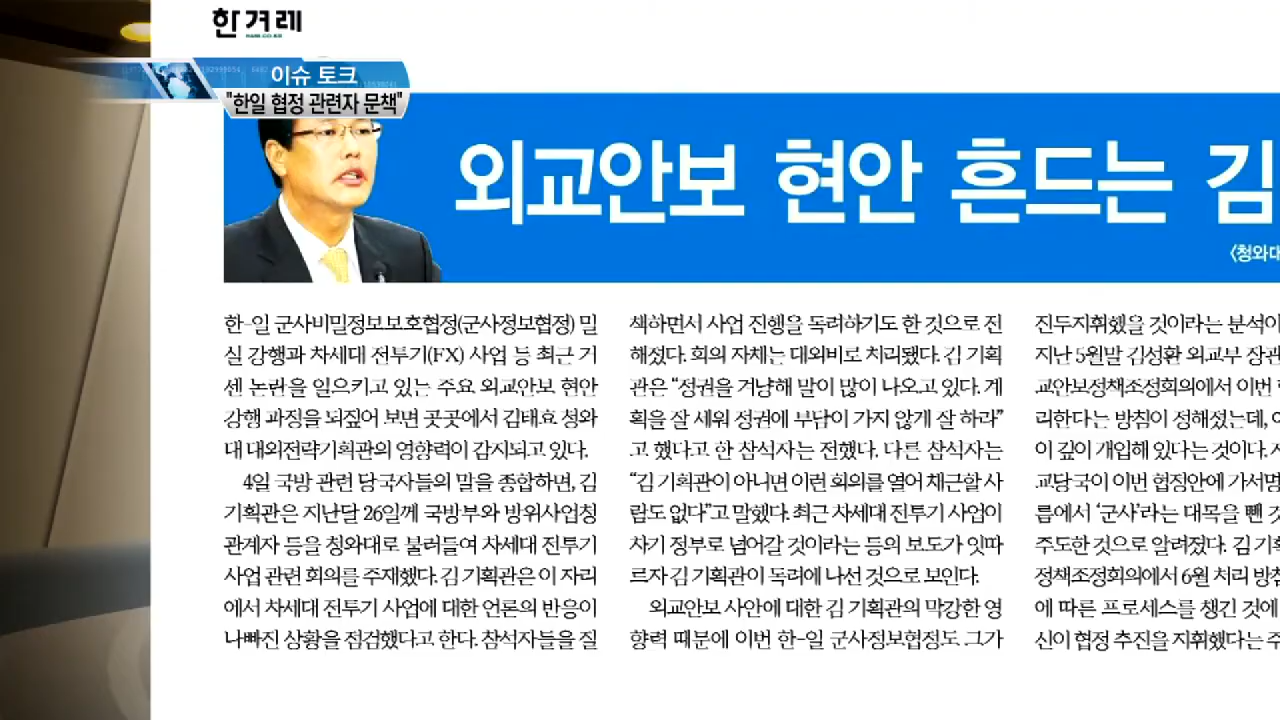 한겨레
이슈 토크
"한일 협정 관련자 문책"
외교안보 현안 흔드는 김
〈청와대
한-일 군사비밀정보보호협정(군사정보협정) 밀
실 강행과 차세대 전투기(FX) 사업 등 최근 거
센 논란을 일으키고 있는 주요 외교안보 현안
강행 과정을 되짚어 보면 곳곳에서 김태효 청와
대 대외전략기획관의 영향력이 감지되고 있다.
4일 국방 관련 당국자들의 말을 종합하면, 김
기획관은 지난달 26일께 국방부와 방위사업청
관계자 등을 청와대로 불러들여 차세대 전투기
사업 관련 회의를 주재했다. 김 기획관은 이 자리
에서 차세대 전투기 사업에 대한 언론의 반응이
나빠진 상황을 점검했다고 한다. 참석자들을 질
책하면서 사업 진행을 독려하기도 한 것으로 전
해졌다. 회의 자체는 대외비로 처리됐다. 김 기획
관은 “정권을 겨냥해 말이 많이 나오고 있다. 계
획을 잘 세워 정권에 부담이 가지 않게 잘 하라”
고 했다고 한 참석자는 전했다. 다른 참석자는
“김 기획관이 아니면 이런 회의를 열어 채근할 사
람도 없다”고 말했다. 최근 차세대 전투기 사업이
차기 정부로 넘어갈 것이라는 등의 보도가 잇따
르자 김 기획관이 독려에 나선 것으로 보인다.
외교안보 사안에 대한 김 기획관의 막강한 영
향력 때문에 이번 한-일 군사정보협정도 그가
진두지휘했을 것이라는 분석이
지난 5월말 김성환 외교부 장관
교안보정책조정회의에서 이번
리한다는 방침이 정해졌는데,
이 깊이 개입해 있다는 것이다.
교당국이 이번 협정안에 가서명
름에서 ‘군사’라는 대목을 뺀
주도한 것으로 알려졌다. 김 기획
정책조정회의에서 6월 처리 방침
에 따른 프로세스를 챙긴 것에
신이 협정 추진을 지휘했다는